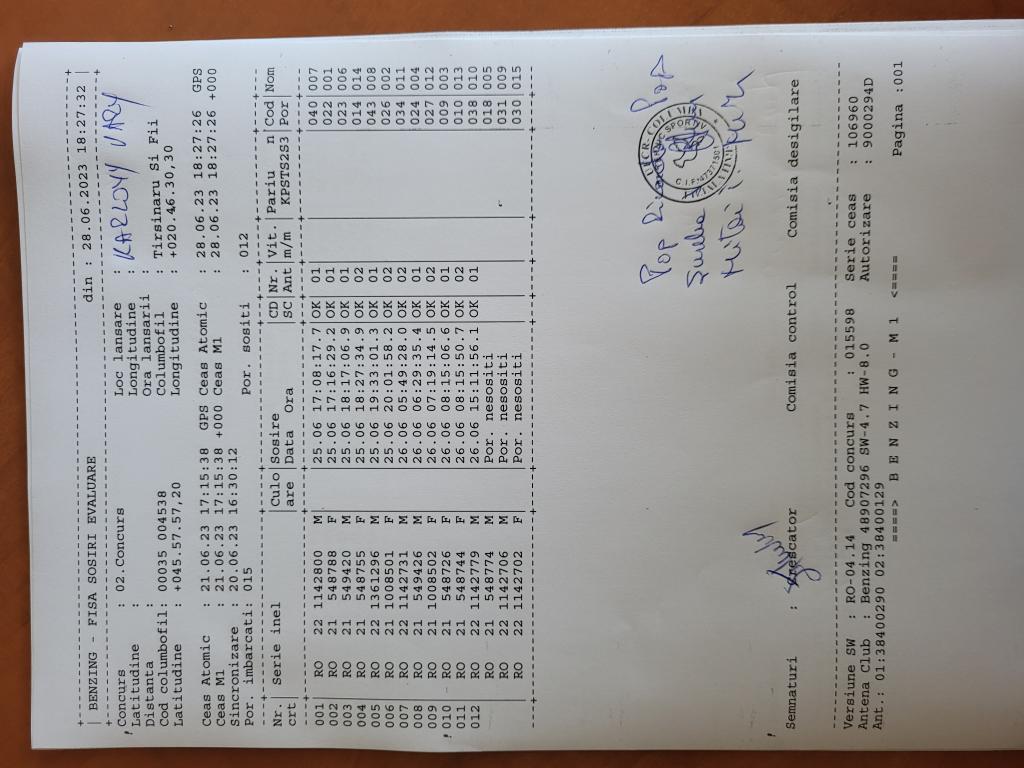 BENZING - FISA SOSIRI EVALUARE din : 28.06.2023 18:27:32
Concurs : 02.Concurs Loc lansare : KARLOVY VARY
Latitudine : Longitudine :
Distanta : Ora lansarii :
Cod columbofil: 00035 004538 Columbofil : Tirsinaru Si Fii
Latitudine : +045.57.57,20 Longitudine : +020.46.30,30
Ceas Atomic : 21.06.23 17:15:38 GPS Ceas Atomic : 28.06.23 18:27:26 GPS
Ceas M1 : 21.06.23 17:15:38 +000 Ceas M1 : 28.06.23 18:27:26 +000
Sincronizare : 20.06.23 16:30:12
Por. imbarcati: 015 Por. sositi : 012
Nr. Serie inel Culo Sosire CD Nr. Vit. Pariu n Cod Nom
crt are Data Ora SC Ant m/m KPSTS2S3 Por
001 RO 22 1142800 M 25.06 17:08:17.7 OK 01 040 007
002 RO 21 548788 F 25.06 17:16:29.2 OK 01 022 001
003 RO 21 549420 M 25.06 18:17:06.9 OK 01 023 006
004 RO 21 548755 F 25.06 18:27:34.9 OK 02 014 014
005 RO 22 1361296 M 25.06 19:33:01.3 OK 01 043 008
006 RO 21 1008501 F 25.06 20:01:58.2 OK 02 026 002
007 RO 22 1142731 M 26.06 05:49:28.0 OK 02 034 011
008 RO 21 549426 M 26.06 06:29:35.4 OK 01 024 004
009 RO 21 1008502 F 26.06 07:19:14.5 OK 02 027 012
010 RO 21 548726 F 26.06 08:15:06.6 OK 01 009 003
011 RO 21 548744 F 26.06 08:15:50.7 OK 02 010 013
012 RO 22 1142779 M 26.06 15:11:56.1 OK 01 038 010
RO 21 548774 M Por. nesositi 018 005
RO 22 1142706 M Por. nesositi 031 009
RO 22 1142702 F Por. nesositi 030 015
Pop
Semnaturi : Crescator Comisia control Comisia desigilare
Versiune SW : RO-04.14 Cod concurs : 015598 Serie ceas : 106960
Antena Club : Benzing 48907296 SW-4.7 HW-8.0 Autorizare : 9000294D
Ant.: 01:38400290 02:38400129
====> B E N Z I N G - M 1 <==== Pagina :001